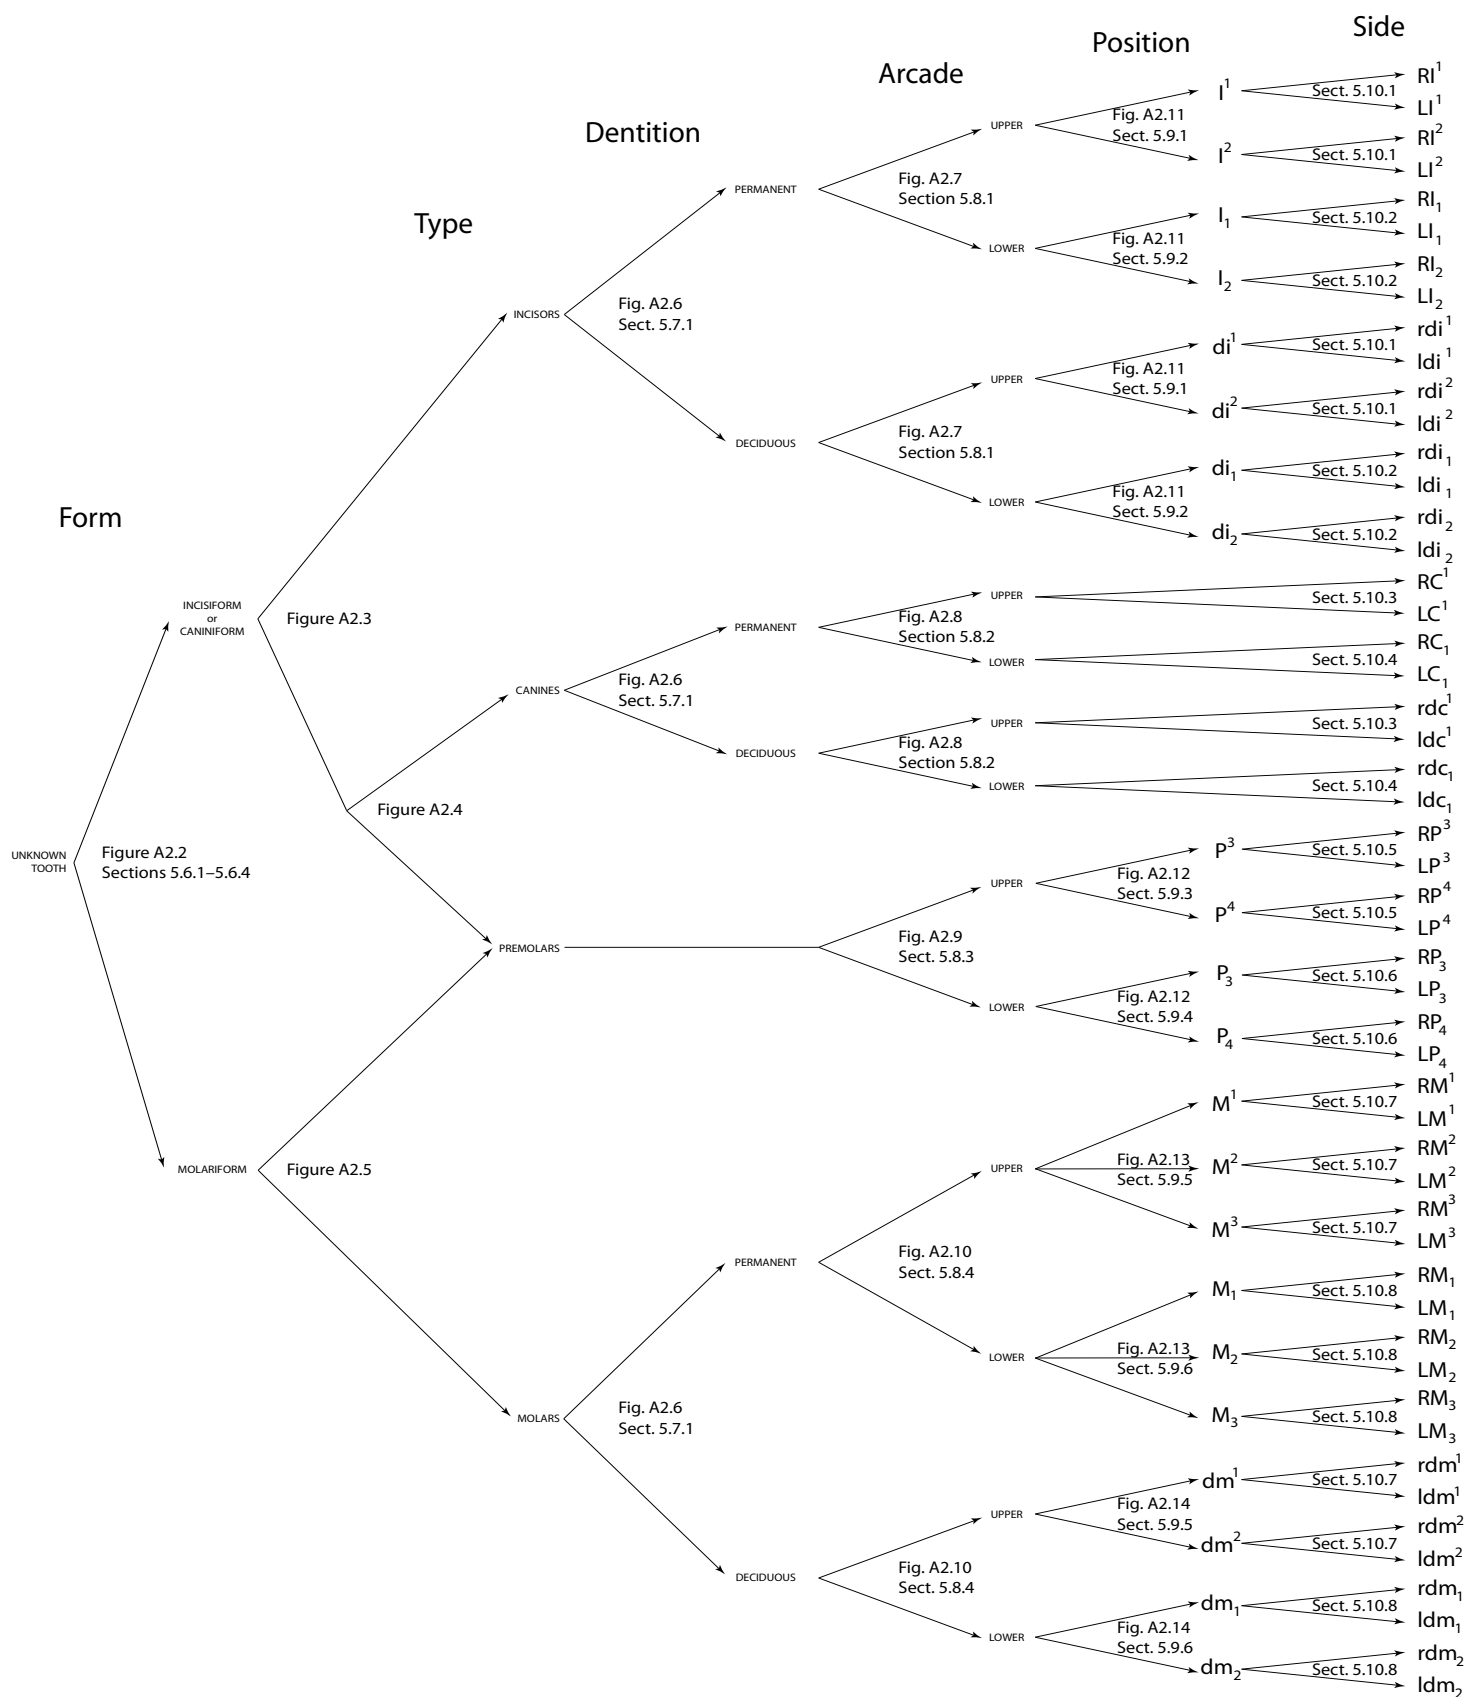 Side
Position
Arcade
Dentition
Type
Form
UNKNOWN
TOOTH
Figure A2.2
Sections 5.6.1–5.6.4
INCISIFORM
or
CANINIFORM
Figure A2.3
INCISORS
Fig. A2.6
Sect. 5.7.1
PERMANENT
Fig. A2.7
Section 5.8.1
UPPER
Fig. A2.11
Sect. 5.9.1
I¹
Sect. 5.10.1
RI¹
LI¹
I²
Sect. 5.10.1
RI²
LI²
LOWER
Fig. A2.11
Sect. 5.9.2
I₁
Sect. 5.10.2
RI₁
LI₁
I₂
Sect. 5.10.2
RI₂
LI₂
DECIDUOUS
Fig. A2.7
Section 5.8.1
UPPER
Fig. A2.11
Sect. 5.9.1
di¹
Sect. 5.10.1
rdi¹
ldi¹
di²
Sect. 5.10.1
rdi²
ldi²
LOWER
Fig. A2.11
Sect. 5.9.2
di₁
Sect. 5.10.2
rdi₁
ldi₁
di₂
Sect. 5.10.2
rdi₂
ldi₂
Figure A2.4
CANINES
Fig. A2.6
Sect. 5.7.1
PERMANENT
Fig. A2.8
Section 5.8.2
UPPER
Sect. 5.10.3
RC¹
LC¹
LOWER
Sect. 5.10.4
RC₁
LC₁
DECIDUOUS
Fig. A2.8
Section 5.8.2
UPPER
Sect. 5.10.3
rdc¹
ldc¹
LOWER
Sect. 5.10.4
rdc₁
ldc₁
PREMOLARS
Fig. A2.9
Sect. 5.8.3
UPPER
Fig. A2.12
Sect. 5.9.3
P³
Sect. 5.10.5
RP³
LP³
P⁴
Sect. 5.10.5
RP⁴
LP⁴
LOWER
Fig. A2.12
Sect. 5.9.4
P₃
Sect. 5.10.6
RP₃
LP₃
P₄
Sect. 5.10.6
RP₄
LP₄
MOLARIFORM
Figure A2.5
MOLARS
Fig. A2.6
Sect. 5.7.1
PERMANENT
Fig. A2.10
Sect. 5.8.4
UPPER
Fig. A2.13
Sect. 5.9.5
M¹
Sect. 5.10.7
RM¹
LM¹
M²
Sect. 5.10.7
RM²
LM²
M³
Sect. 5.10.7
RM³
LM³
LOWER
Fig. A2.13
Sect. 5.9.6
M₁
Sect. 5.10.8
RM₁
LM₁
M₂
Sect. 5.10.8
RM₂
LM₂
M₃
Sect. 5.10.8
RM₃
LM₃
DECIDUOUS
Fig. A2.10
Sect. 5.8.4
UPPER
Fig. A2.14
Sect. 5.9.5
dm¹
Sect. 5.10.7
rdm¹
ldm¹
dm²
Sect. 5.10.7
rdm²
ldm²
LOWER
Fig. A2.14
Sect. 5.9.6
dm₁
Sect. 5.10.8
rdm₁
ldm₁
dm₂
Sect. 5.10.8
rdm₂
ldm₂